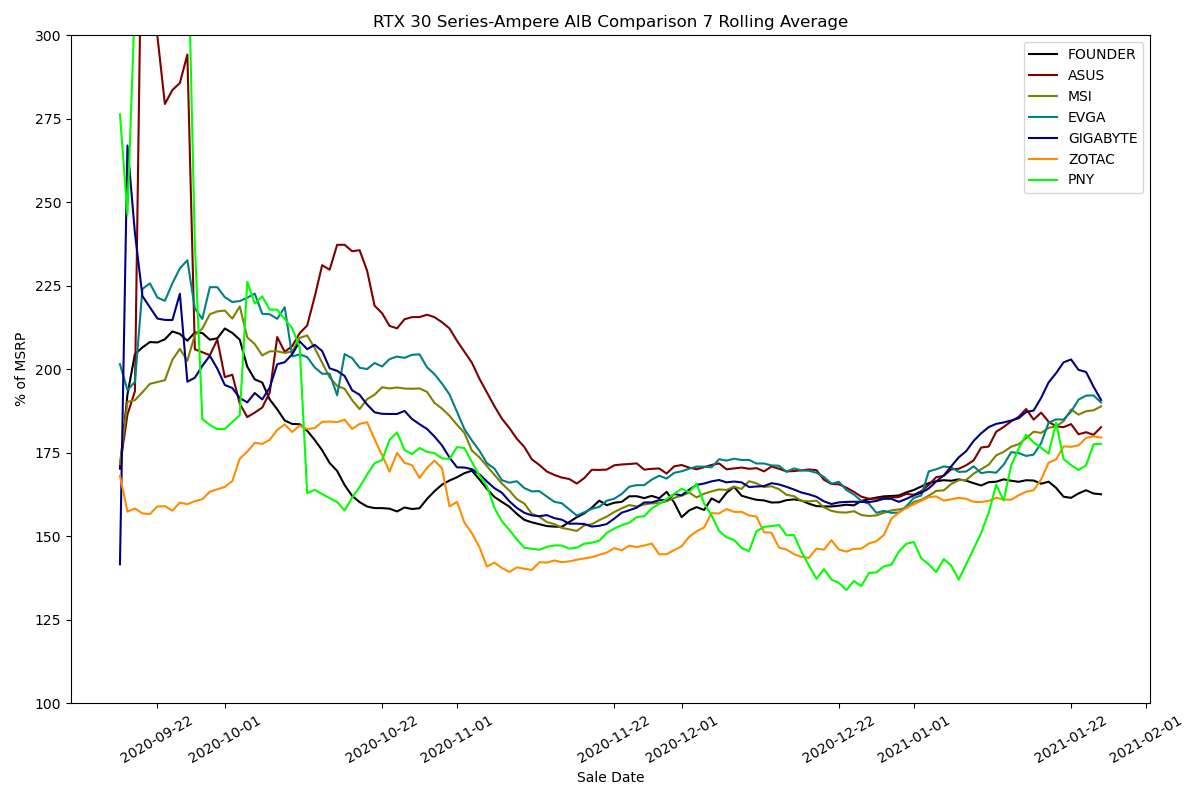 RTX 30 Series-Ampere AIB Comparison 7 Rolling Average
% of MSRP
300
275
250
225
200
175
150
125
100
FOUNDER
ASUS
MSI
EVGA
GIGABYTE
ZOTAC
PNY
2020-09-22
2020-10-01
2020-10-22
2020-11-01
2020-11-22
2020-12-01
2020-12-22
2021-01-01
2021-01-22
2021-02-01
Sale Date